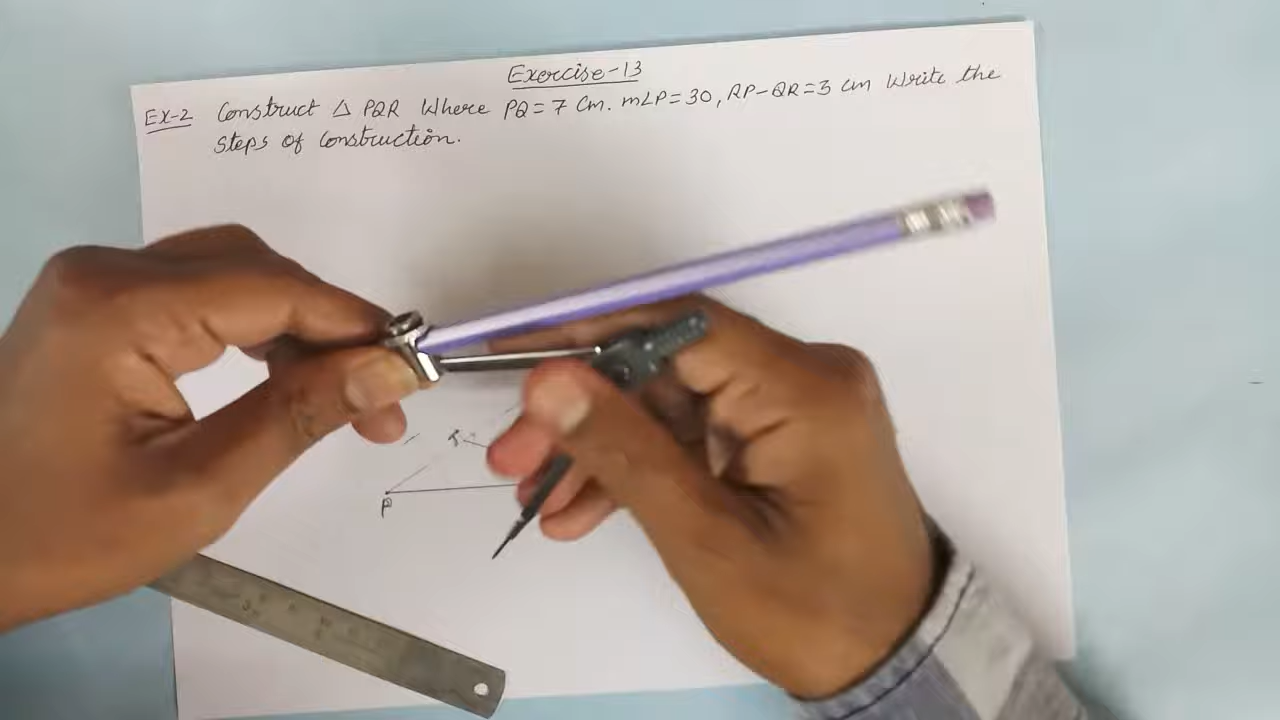 Exercise-13
Ex-2 Construct △ PQR Where PQ = 7 Cm. m∠P=30, RP-QR=3 cm Write the
Steps of Construction.
P